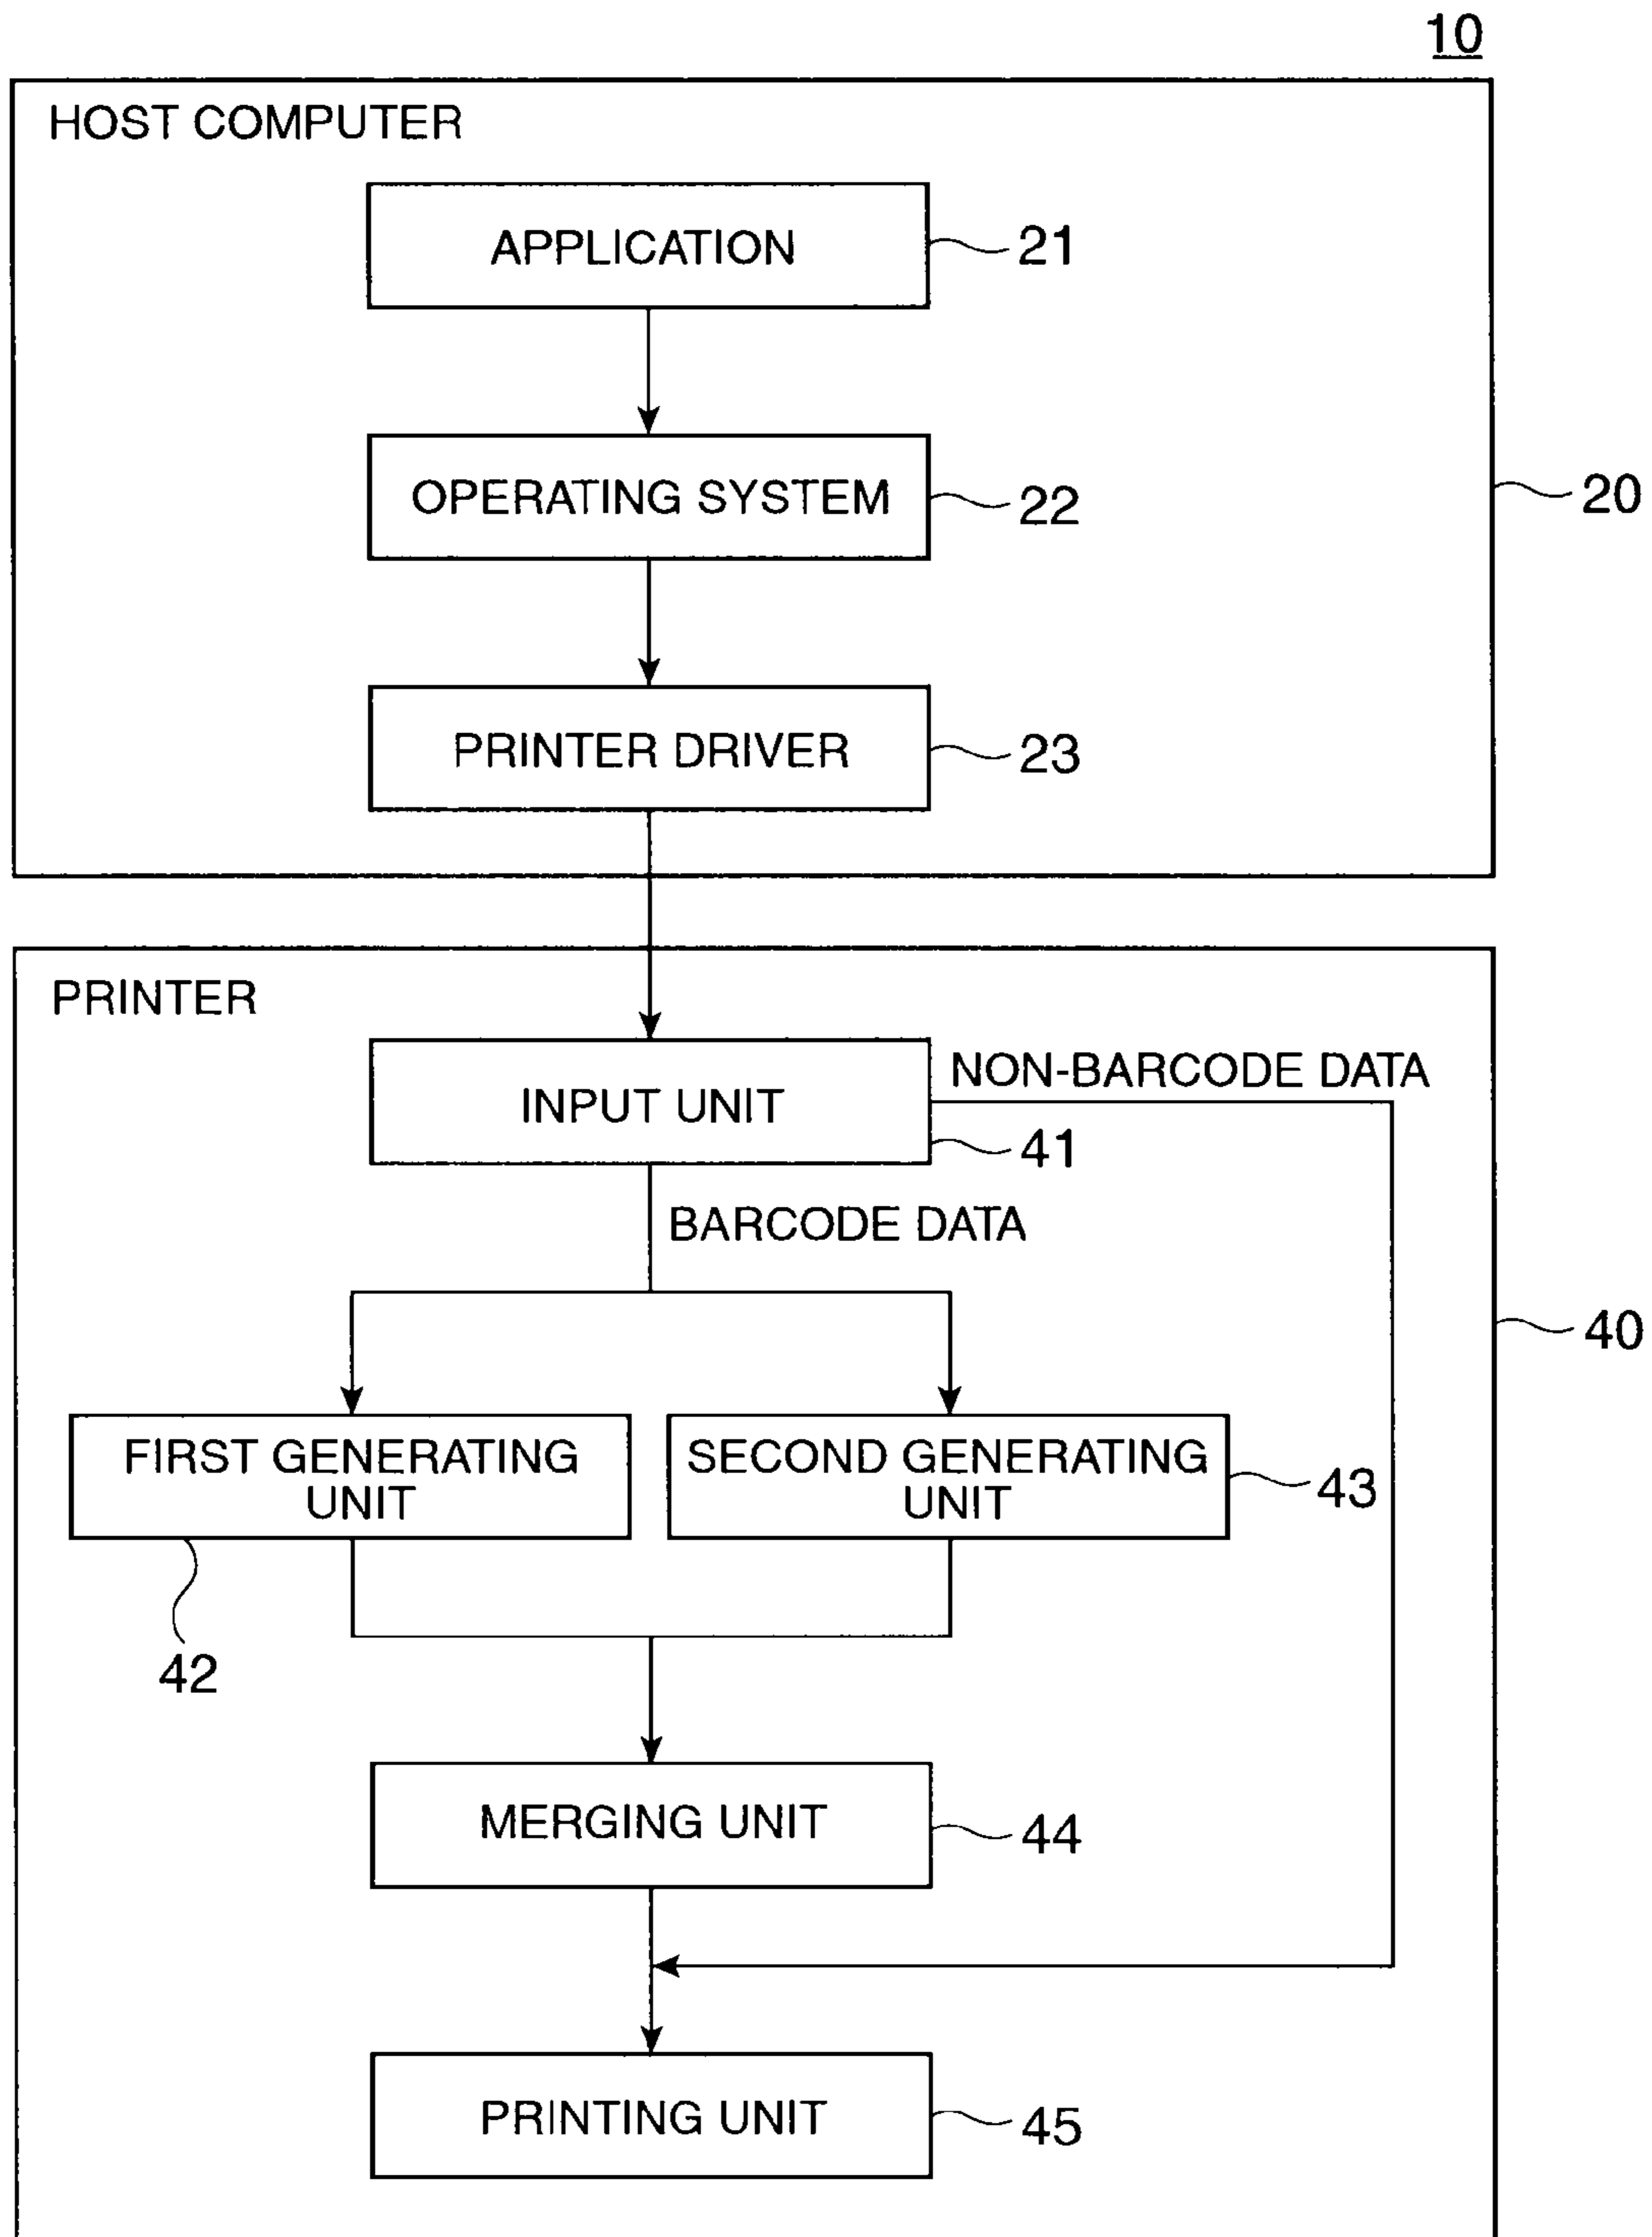 10
HOST COMPUTER
APPLICATION
21
OPERATING SYSTEM
22
20
PRINTER DRIVER
23
PRINTER
NON-BARCODE DATA
INPUT UNIT
41
BARCODE DATA
40
FIRST GENERATING
UNIT
SECOND GENERATING
UNIT
43
42
MERGING UNIT
44
PRINTING UNIT
45